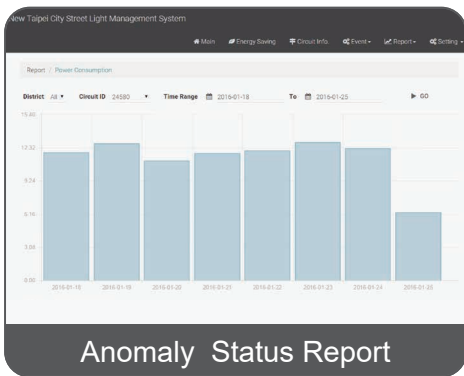 New Taipei City Street Light Management System
Main Energy Saving Circuit Info. Event Report Setting
Report / Power Consumption
District All Circuit ID 24580 Time Range 2016-01-18 To 2016-01-25 GO
12.32
9.24
6.16
3.08
0.00
2016-01-18 2016-01-19 2016-01-20 2016-01-21 2016-01-22 2016-01-23 2016-01-24 2016-01-25
Anomaly Status Report